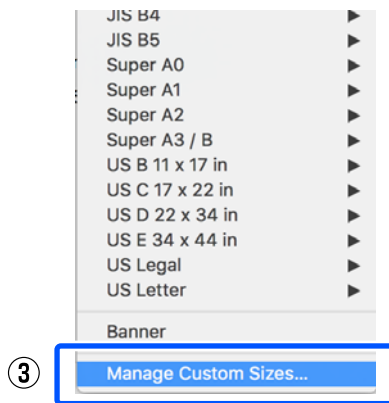 JIS B4
JIS B5
Super A0
Super A1
Super A2
Super A3 / B
US B 11 x 17 in
US C 17 x 22 in
US D 22 x 34 in
US E 34 x 44 in
US Legal
US Letter
Banner
③ Manage Custom Sizes...